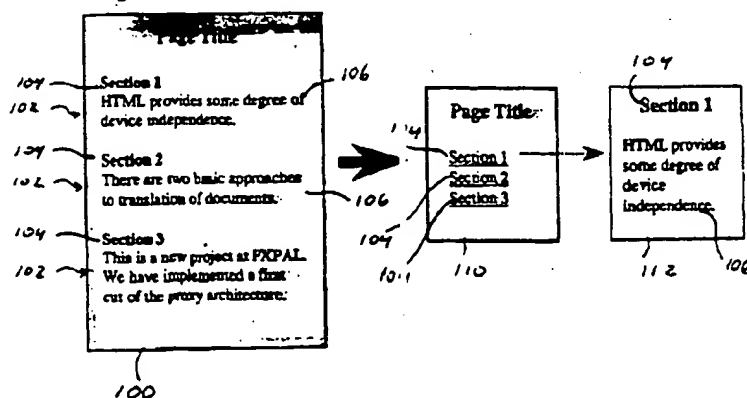 Page Title
Section 1
HTML provides some degree of
device independence.
Section 2
There are two basic approaches
to translation of documents.
Section 3
This is a new project at FXPAL.
We have implemented a first
cut of the proxy architecture.
104
102
104
102
104
102
106
106
100
Page Title
Section 1
Section 2
Section 3
104
104
110
104
Section 1
HTML provides
some degree of
device
independence.
112
106